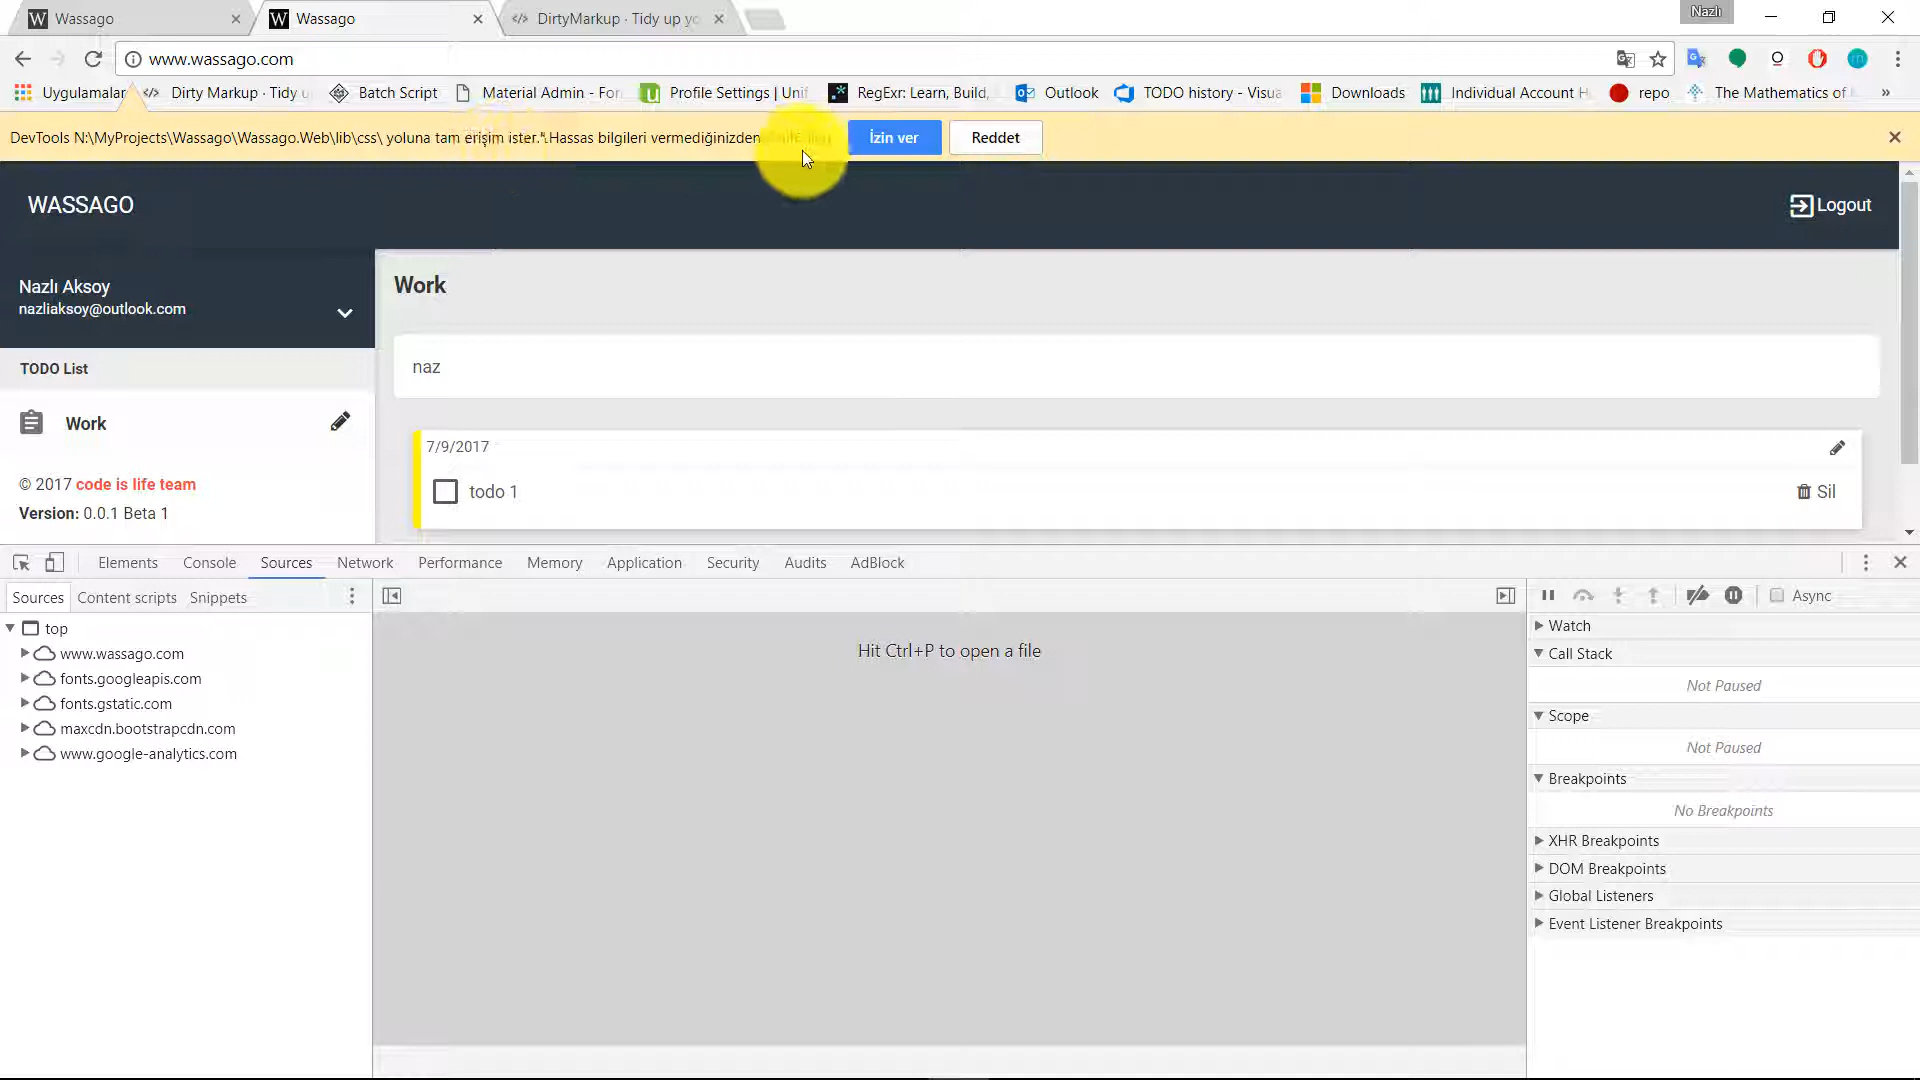 Wassago
Wassago
DirtyMarkup · Tidy up yo
Nazlı
www.wassago.com
Uygulamalar
Dirty Markup · Tidy u
Batch Script
Material Admin - For
Profile Settings | Unif
RegExr: Learn, Build,
Outlook
TODO history - Visua
Downloads
Individual Account H
repo
The Mathematics of
»
DevTools N:\MyProjects\Wassago\Wassago.Web\lib\css\ yoluna tam erişim ister.".Hassas bilgileri vermediğinizden
İzin ver
Reddet
WASSAGO
Logout
Nazlı Aksoy
nazliaksoy@outlook.com
TODO List
Work
© 2017 code is life team
Version: 0.0.1 Beta 1
Work
naz
7/9/2017
todo 1
Sil
Elements
Console
Sources
Network
Performance
Memory
Application
Security
Audits
AdBlock
Sources
Content scripts
Snippets
top
www.wassago.com
fonts.googleapis.com
fonts.gstatic.com
maxcdn.bootstrapcdn.com
www.google-analytics.com
Hit Ctrl+P to open a file
Async
Watch
Call Stack
Not Paused
Scope
Not Paused
Breakpoints
No Breakpoints
XHR Breakpoints
DOM Breakpoints
Global Listeners
Event Listener Breakpoints